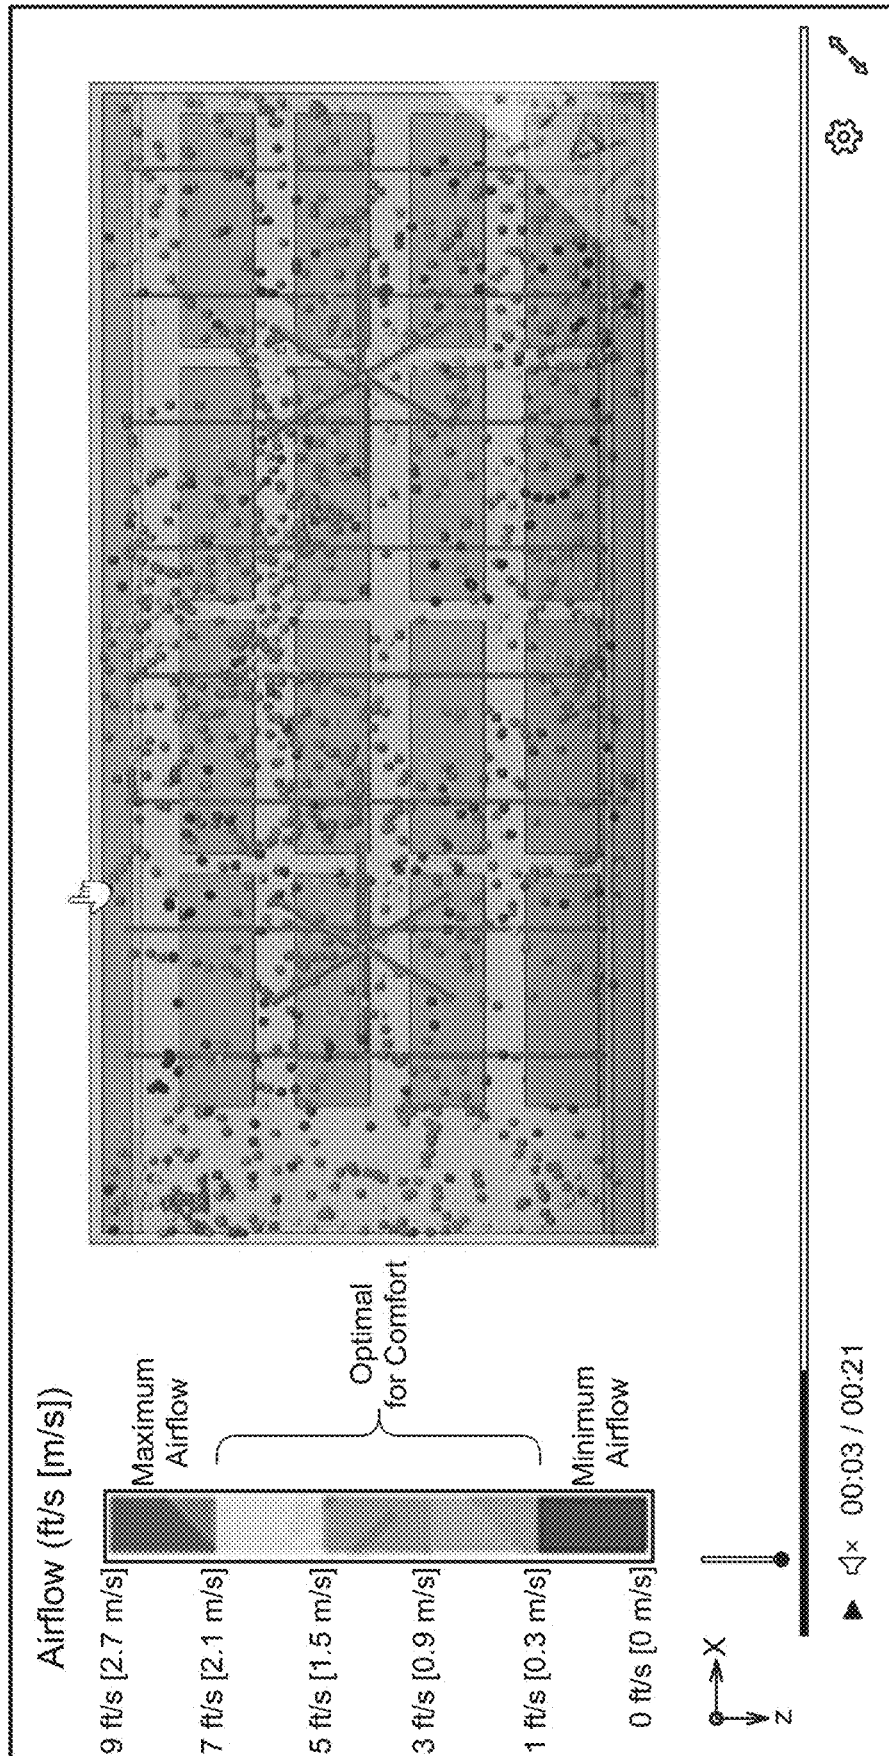 Airflow (ft/s [m/s])
9 ft/s [2.7 m/s]
7 ft/s [2.1 m/s]
5 ft/s [1.5 m/s]
3 ft/s [0.9 m/s]
1 ft/s [0.3 m/s]
0 ft/s [0 m/s]
Maximum
Airflow
Optimal
for Comfort
Minimum
Airflow
X
Z
00:03 / 00:21